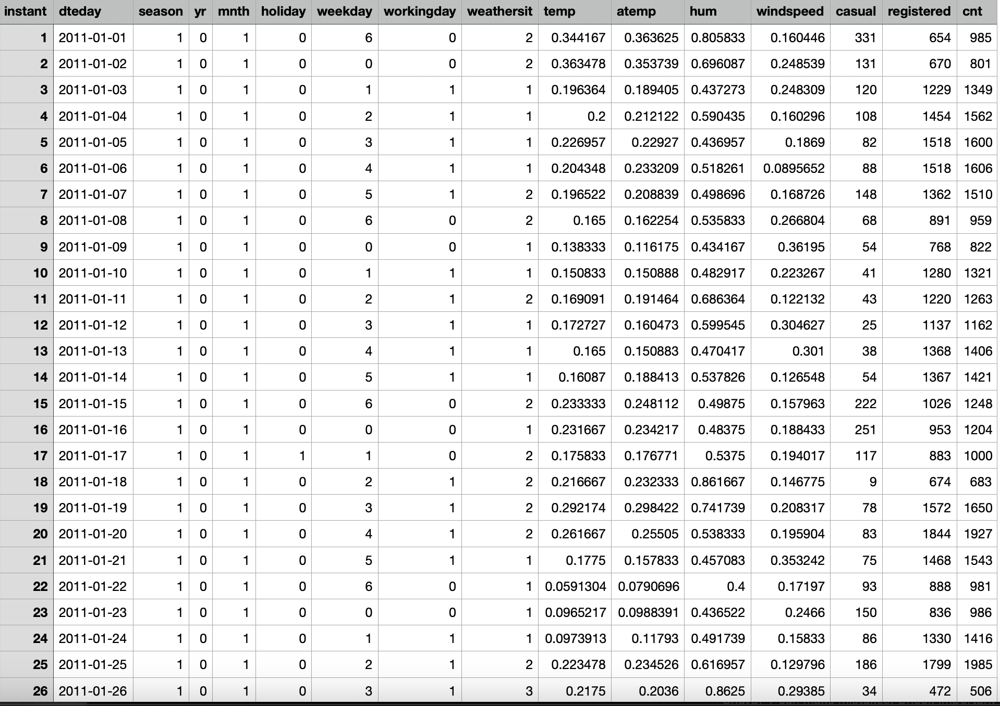 instant dteday season yr mnth holiday weekday workingday weathersit temp atemp hum windspeed casual registered cnt
1 2011-01-01 1 0 1 0 6 0 2 0.344167 0.363625 0.805833 0.160446 331 654 985
2 2011-01-02 1 0 1 0 0 0 2 0.363478 0.353739 0.696087 0.248539 131 670 801
3 2011-01-03 1 0 1 0 1 1 1 0.196364 0.189405 0.437273 0.248309 120 1229 1349
4 2011-01-04 1 0 1 0 2 1 1 0.2 0.212122 0.590435 0.160296 108 1454 1562
5 2011-01-05 1 0 1 0 3 1 1 0.226957 0.22927 0.436957 0.1869 82 1518 1600
6 2011-01-06 1 0 1 0 4 1 1 0.204348 0.233209 0.518261 0.0895652 88 1518 1606
7 2011-01-07 1 0 1 0 5 1 2 0.196522 0.208839 0.498696 0.168726 148 1362 1510
8 2011-01-08 1 0 1 0 6 0 2 0.165 0.162254 0.535833 0.266804 68 891 959
9 2011-01-09 1 0 1 0 0 0 1 0.138333 0.116175 0.434167 0.36195 54 768 822
10 2011-01-10 1 0 1 0 1 1 1 0.150833 0.150888 0.482917 0.223267 41 1280 1321
11 2011-01-11 1 0 1 0 2 1 2 0.169091 0.191464 0.686364 0.122132 43 1220 1263
12 2011-01-12 1 0 1 0 3 1 1 0.172727 0.160473 0.599545 0.304627 25 1137 1162
13 2011-01-13 1 0 1 0 4 1 1 0.165 0.150883 0.470417 0.301 38 1368 1406
14 2011-01-14 1 0 1 0 5 1 1 0.16087 0.188413 0.537826 0.126548 54 1367 1421
15 2011-01-15 1 0 1 0 6 0 2 0.233333 0.248112 0.49875 0.157963 222 1026 1248
16 2011-01-16 1 0 1 0 0 0 1 0.231667 0.234217 0.48375 0.188433 251 953 1204
17 2011-01-17 1 0 1 1 1 0 2 0.175833 0.176771 0.5375 0.194017 117 883 1000
18 2011-01-18 1 0 1 0 2 1 2 0.216667 0.232333 0.861667 0.146775 9 674 683
19 2011-01-19 1 0 1 0 3 1 2 0.292174 0.298422 0.741739 0.208317 78 1572 1650
20 2011-01-20 1 0 1 0 4 1 2 0.261667 0.25505 0.538333 0.195904 83 1844 1927
21 2011-01-21 1 0 1 0 5 1 1 0.1775 0.157833 0.457083 0.353242 75 1468 1543
22 2011-01-22 1 0 1 0 6 0 1 0.0591304 0.0790696 0.4 0.17197 93 888 981
23 2011-01-23 1 0 1 0 0 0 1 0.0965217 0.0988391 0.436522 0.2466 150 836 986
24 2011-01-24 1 0 1 0 1 1 1 0.0973913 0.11793 0.491739 0.15833 86 1330 1416
25 2011-01-25 1 0 1 0 2 1 2 0.223478 0.234526 0.616957 0.129796 186 1799 1985
26 2011-01-26 1 0 1 0 3 1 3 0.2175 0.2036 0.8625 0.29385 34 472 506